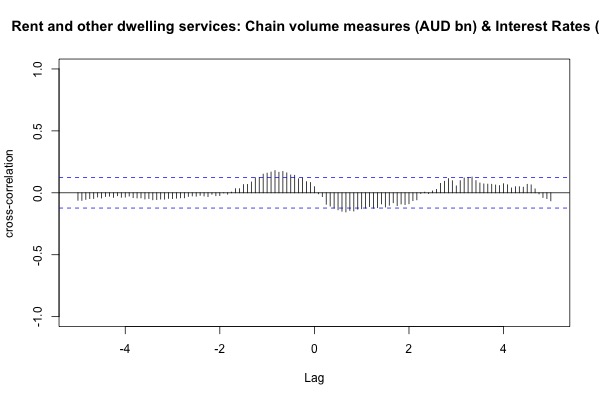 Rent and other dwelling services: Chain volume measures (AUD bn) & Interest Rates (
1.0
0.5
0.0
-0.5
-1.0
cross-correlation
-4 -2 0 2 4
Lag